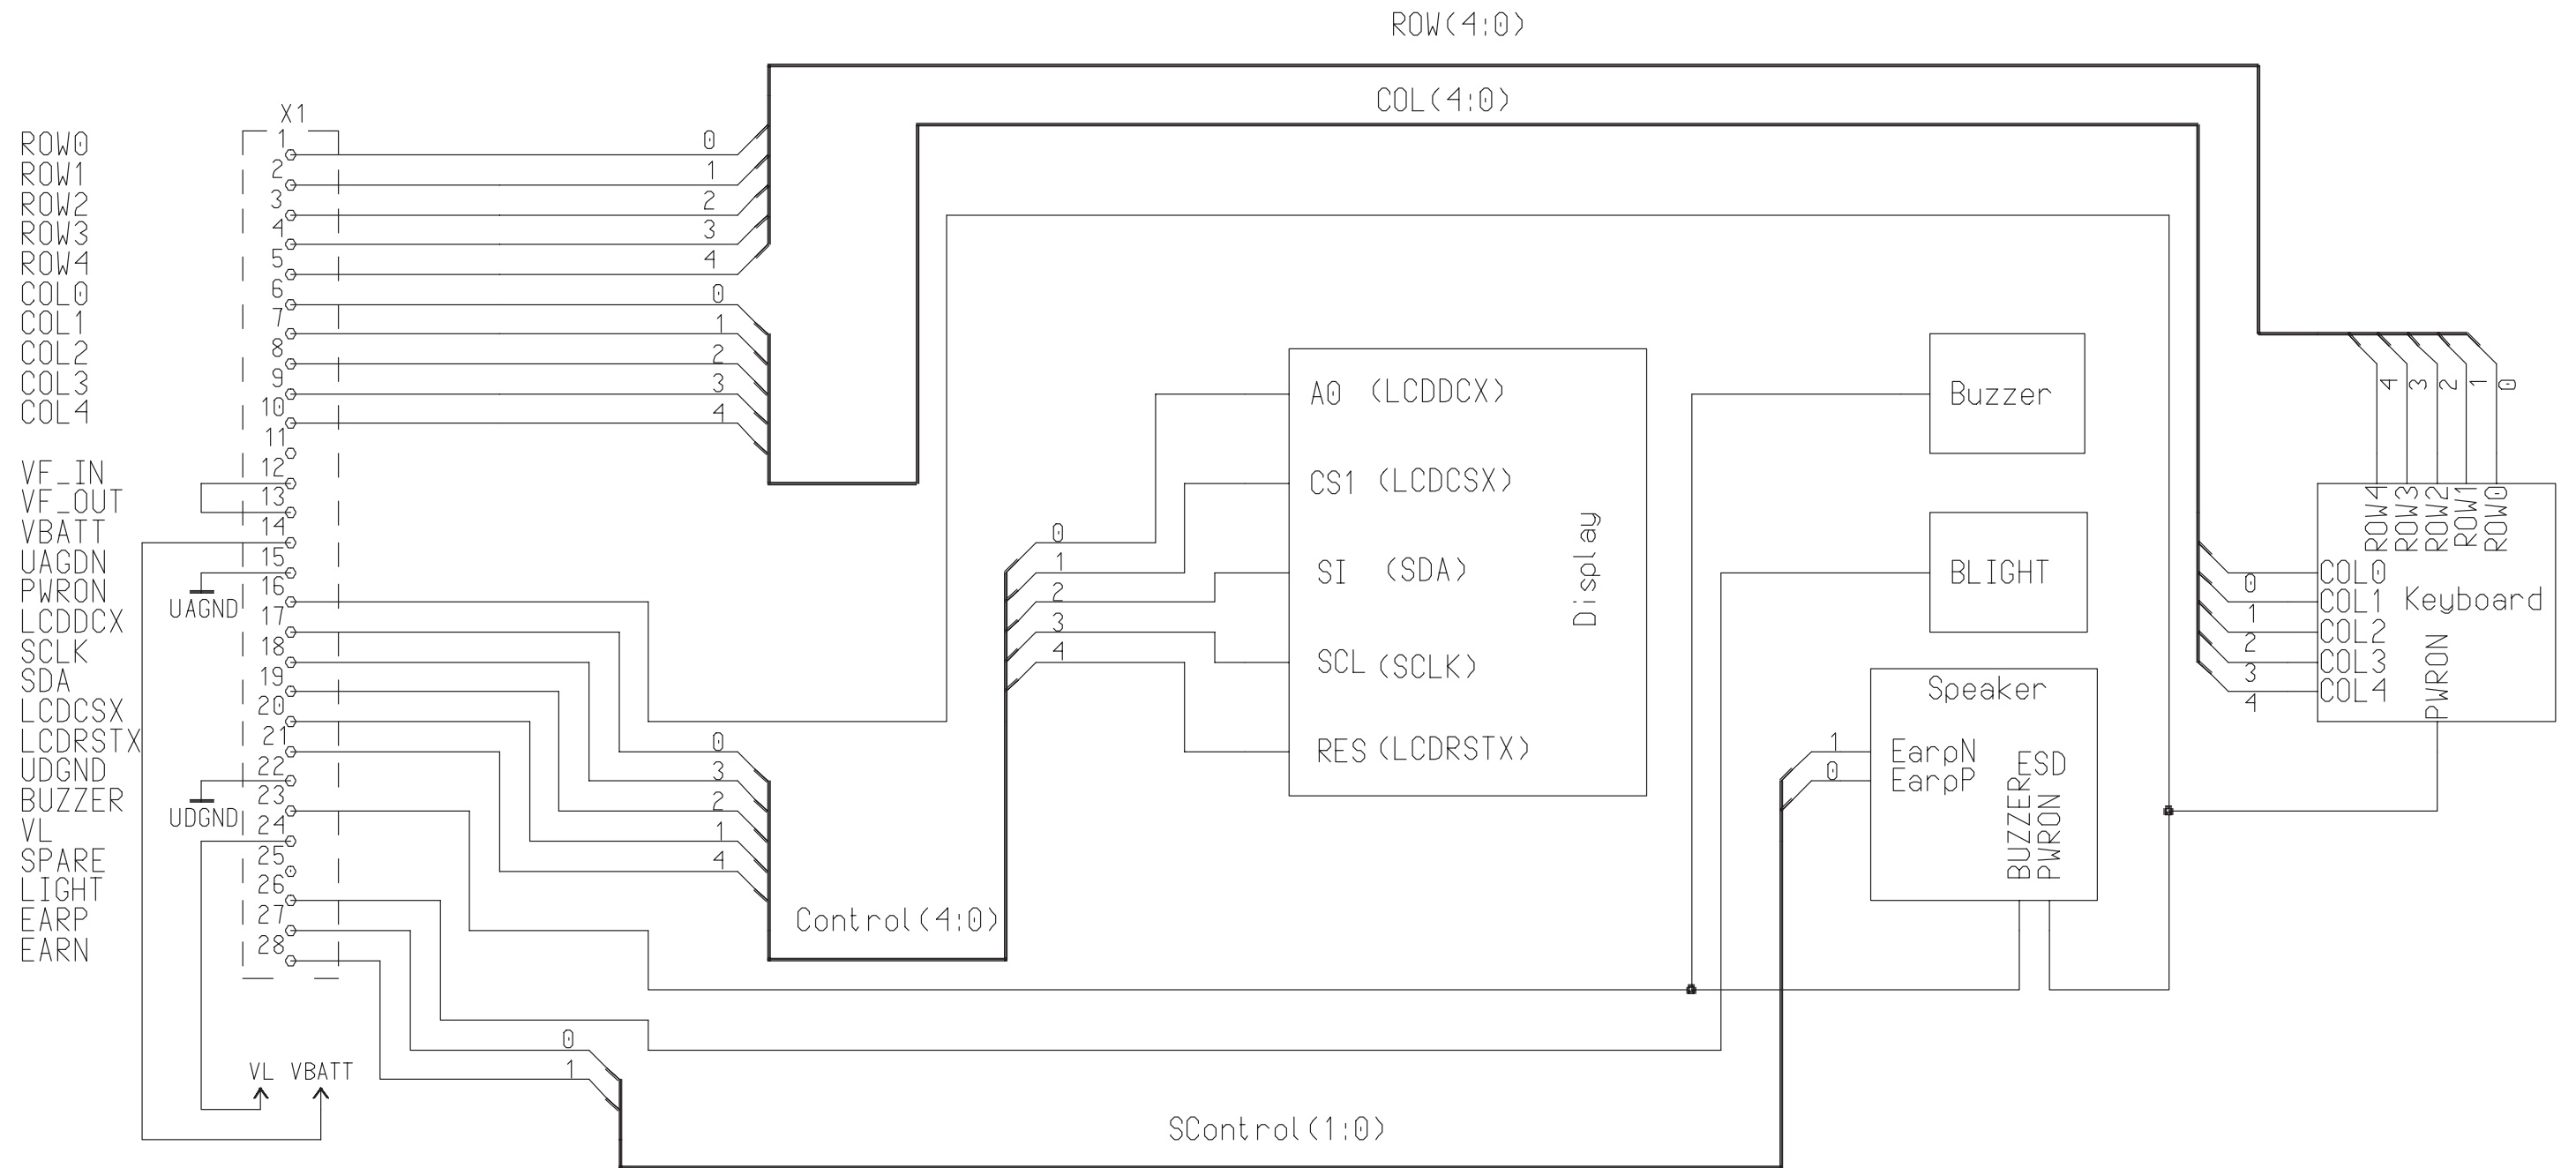 ROW(4:0)
COL(4:0)
X1
ROW0 1 0
ROW1 2 1
ROW2 3 2
ROW3 4 3
ROW4 5 4
COL0 6 0
COL1 7 1
COL2 8 2
COL3 9 3
COL4 10 4
11
VF_IN 12
VF_OUT 13
VBATT 14
UAGDN 15
PWRON 16
LCDDCX 17
SCLK 18
SDA 19
LCDCSX 20
LCDRSTX 21
UDGND 22
BUZZER 23
VL 24
SPARE 25
LIGHT 26
EARP 27
EARN 28
UAGND
UDGND
VL VBATT
0
3
2
1
4
Control(4:0)
0
1
2
3
4
A0 (LCDDCX)
CS1 (LCDCSX)
SI (SDA)
SCL (SCLK)
RES (LCDRSTX)
Display
Buzzer
BLIGHT
Speaker
1 EarpN
0 EarpP
ESD
BUZZER
PWRON
4 3 2 1 0
ROW4 ROW3 ROW2 ROW1 ROW0
0 COL0
1 COL1
2 COL2
3 COL3
4 COL4
Keyboard
PWRON
0
1
SControl(1:0)